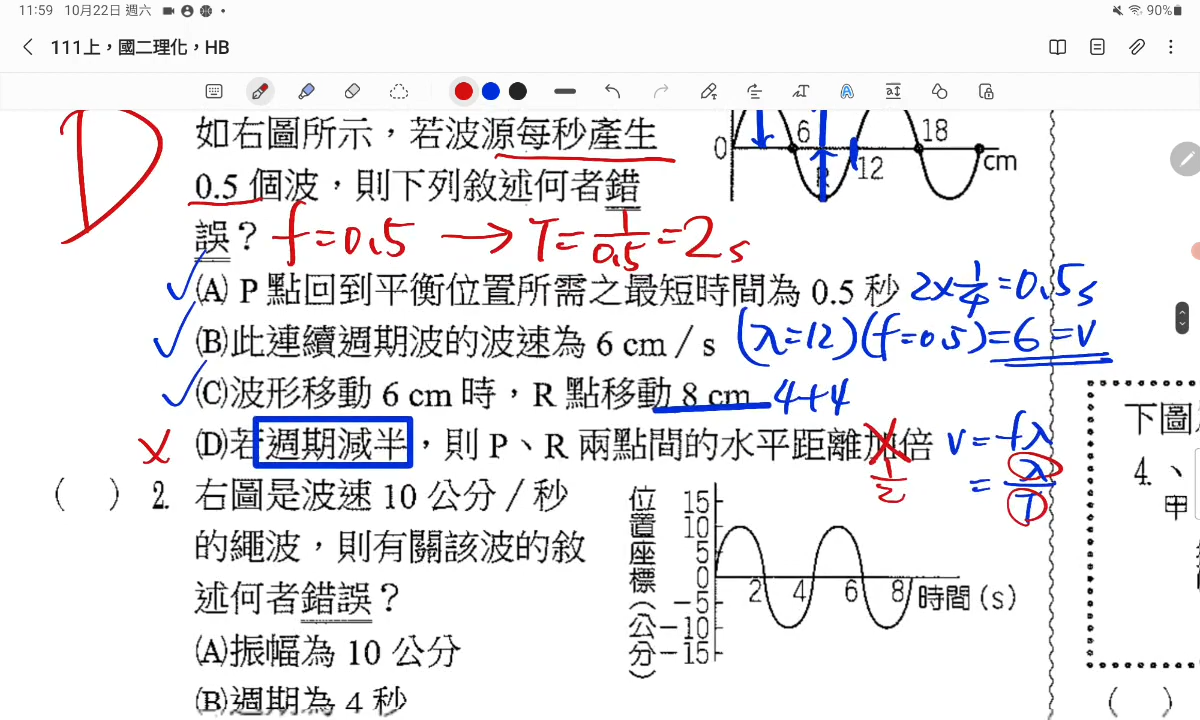 11:59 10月22日 週六
90%
111上，國二理化，HB
D
如右圖所示，若波源每秒產生
0.5 個波，則下列敘述何者錯
誤？ f=0.5 → T=1/0.5=2s
0 6 12 18 cm
R
(A) P 點回到平衡位置所需之最短時間為 0.5 秒 2×1/4=0.5s
(B)此連續週期波的波速為 6 cm／s (λ=12)(f=0.5)=6=V
(C)波形移動 6 cm 時，R 點移動 8 cm 4+4
(D)若週期減半，則 P、R 兩點間的水平距離加倍 1/2
V=fλ
=λ/T
( ) 2. 右圖是波速 10 公分／秒
的繩波，則有關該波的敘
述何者錯誤？
(A)振幅為 10 公分
(B)週期為 4 秒
位置座標(公分)
15
10
5
0
-5
-10
-15
2 4 6 8 時間(s)
下圖
4、
甲
( )